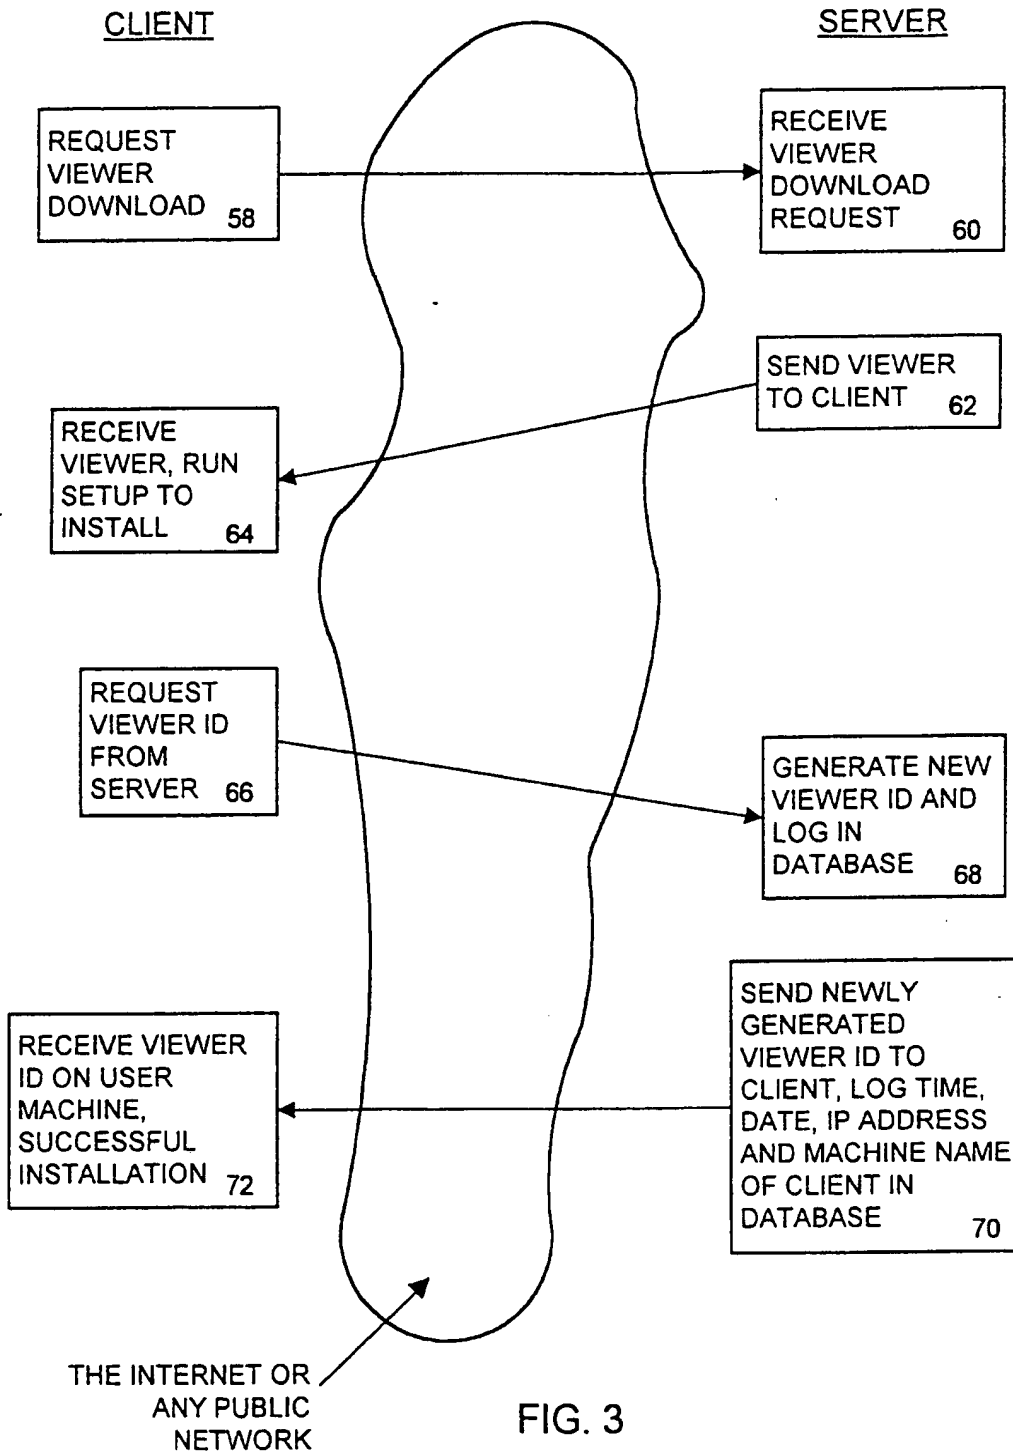 CLIENT
SERVER
REQUEST
VIEWER
DOWNLOAD
58
RECEIVE
VIEWER
DOWNLOAD
REQUEST
60
SEND VIEWER
TO CLIENT
62
RECEIVE
VIEWER, RUN
SETUP TO
INSTALL
64
REQUEST
VIEWER ID
FROM
SERVER
66
GENERATE NEW
VIEWER ID AND
LOG IN
DATABASE
68
SEND NEWLY
GENERATED
VIEWER ID TO
CLIENT, LOG TIME,
DATE, IP ADDRESS
AND MACHINE NAME
OF CLIENT IN
DATABASE
70
RECEIVE VIEWER
ID ON USER
MACHINE,
SUCCESSFUL
INSTALLATION
72
THE INTERNET OR
ANY PUBLIC
NETWORK
FIG. 3